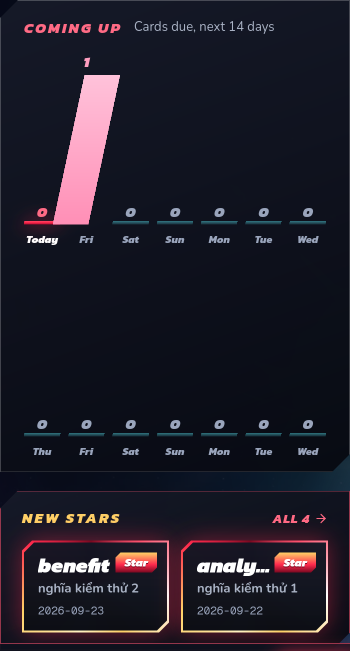 COMING UP Cards due, next 14 days
1
0 0 0 0 0 0
Today Fri Sat Sun Mon Tue Wed
0 0 0 0 0 0 0
Thu Fri Sat Sun Mon Tue Wed
NEW STARS ALL 4 →
benefit Star analy... Star
nghĩa kiểm thử 2 nghĩa kiểm thử 1
2026-09-23 2026-09-22